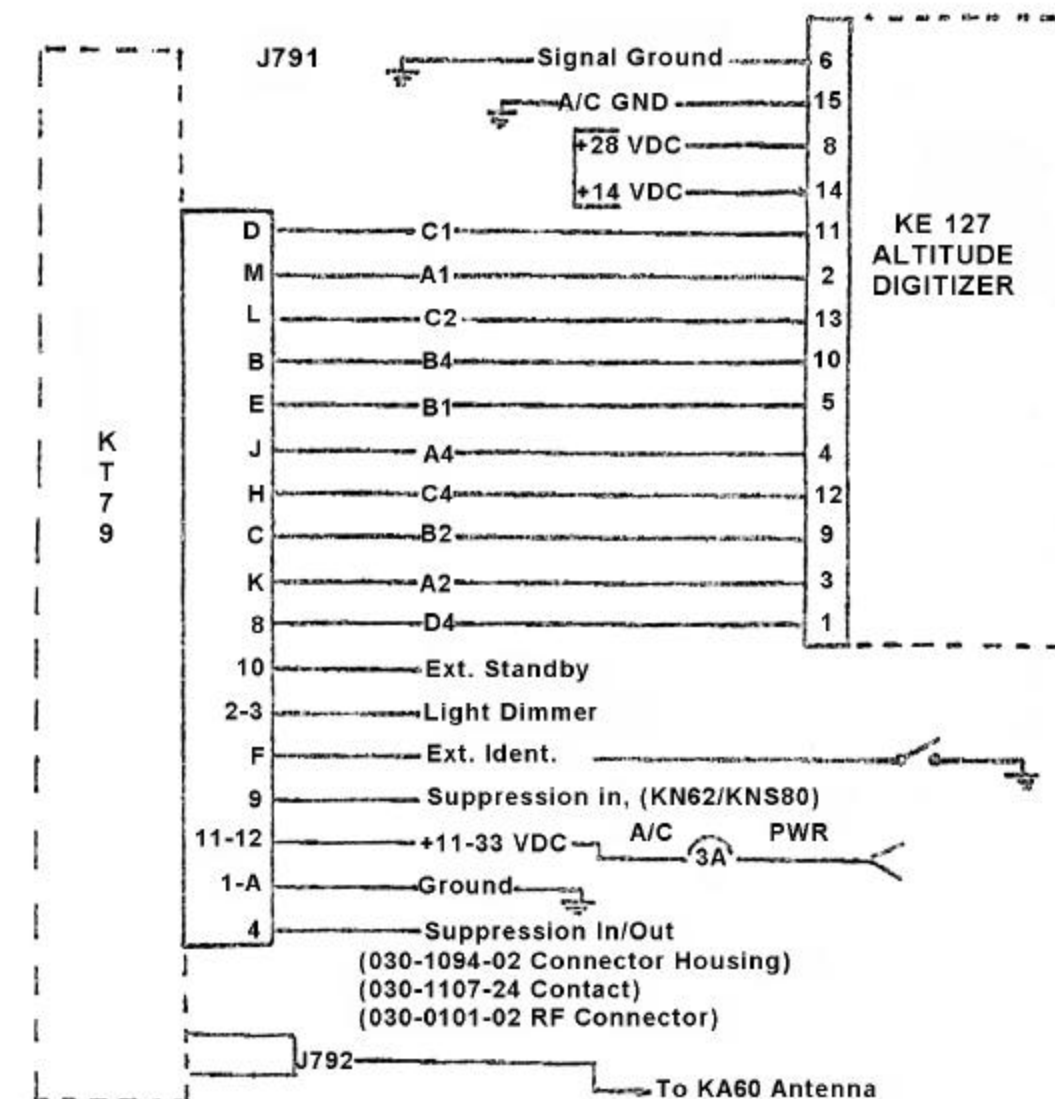 J791 Signal Ground 6
A/C GND 15
+28 VDC 8
+14 VDC 14
D C1 11
M A1 2
L C2 13
B B4 10
E B1 5
J A4 4
H C4 12
C B2 9
K A2 3
8 D4 1
KE 127
ALTITUDE
DIGITIZER
K
T
7
9
10 Ext. Standby
2-3 Light Dimmer
F Ext. Ident.
9 Suppression in, (KN62/KNS80)
11-12 +11-33 VDC A/C 3A PWR
1-A Ground
4 Suppression In/Out
(030-1094-02 Connector Housing)
(030-1107-24 Contact)
(030-0101-02 RF Connector)
J792
To KA60 Antenna